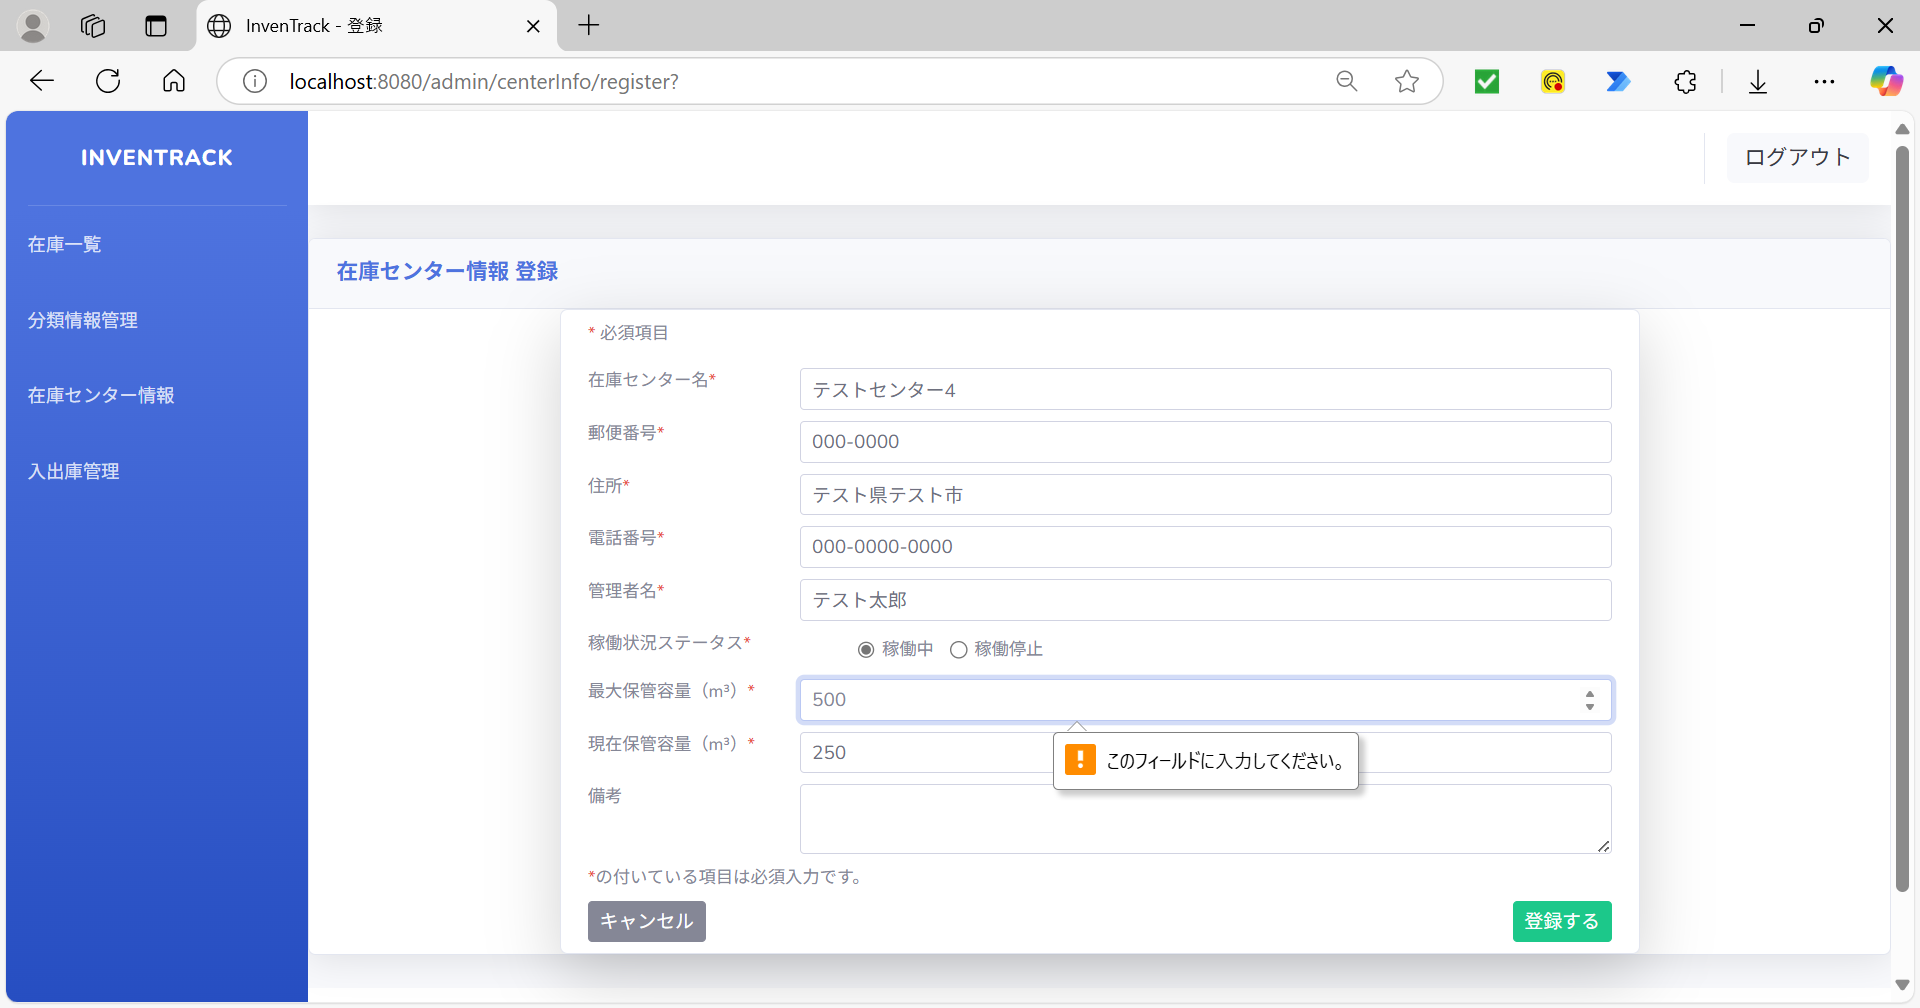 InvenTrack - 登録
localhost:8080/admin/centerInfo/register?
INVENTRACK
ログアウト
在庫一覧
分類情報管理
在庫センター情報
入出庫管理
在庫センター情報 登録
* 必須項目
在庫センター名* テストセンター4
郵便番号* 000-0000
住所* テスト県テスト市
電話番号* 000-0000-0000
管理者名* テスト太郎
稼働状況ステータス* 稼働中 稼働停止
最大保管容量（m³）* 500
現在保管容量（m³）* 250
! このフィールドに入力してください。
備考
*の付いている項目は必須入力です。
キャンセル 登録する